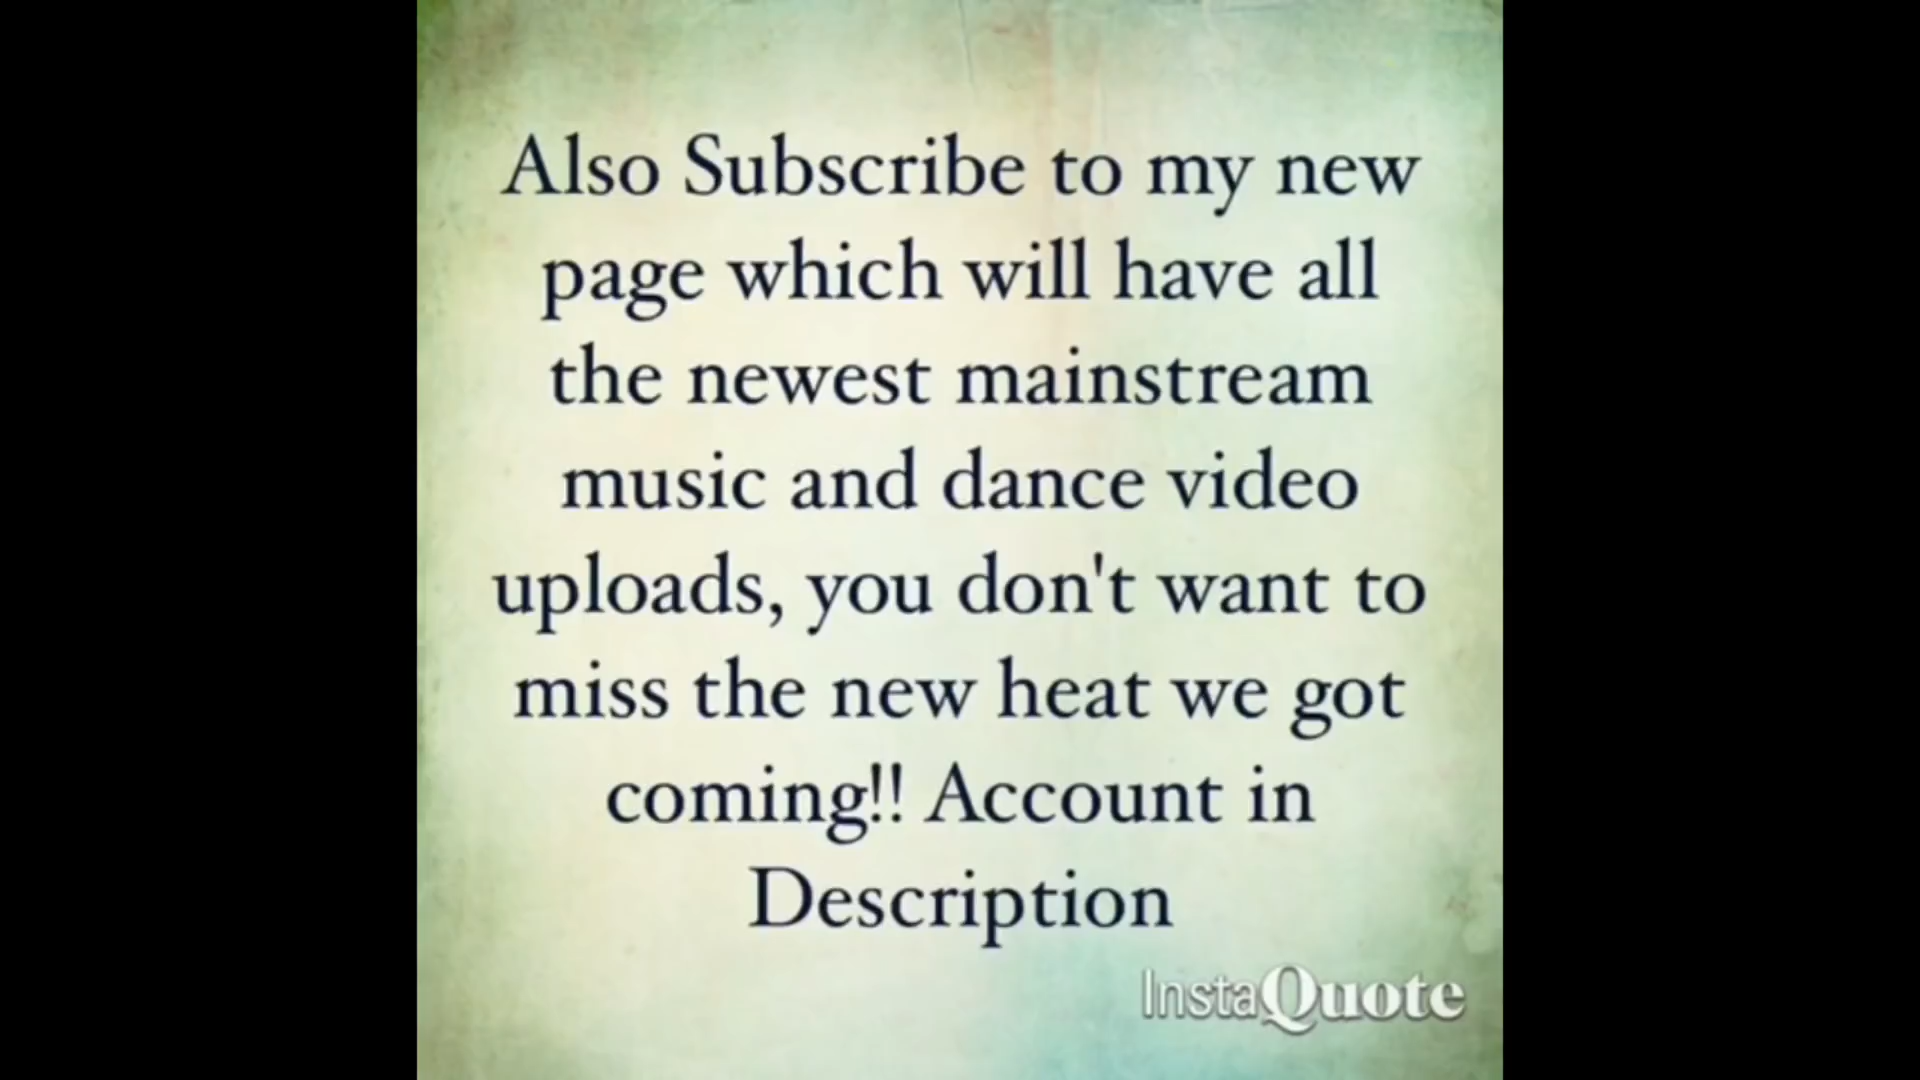 Also Subscribe to my new
page which will have all
the newest mainstream
music and dance video
uploads, you don't want to
miss the new heat we got
coming!! Account in
Description
InstaQuote